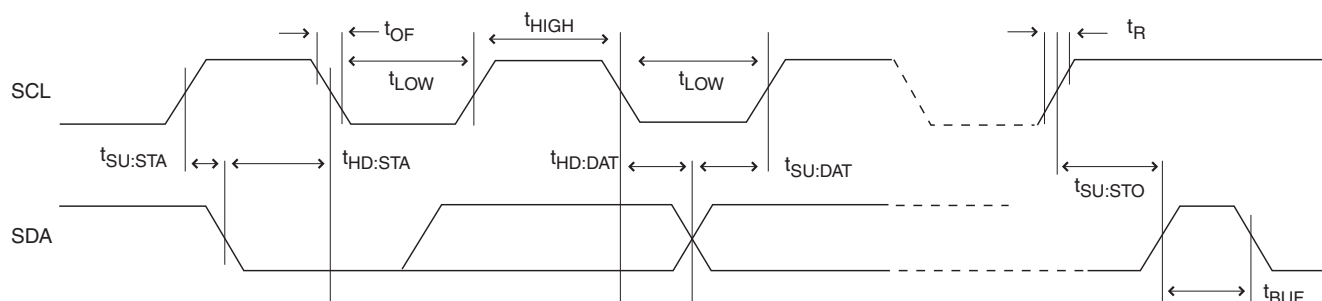 tOF
tHIGH
tR
tLOW
tLOW
SCL
tSU:STA
tHD:STA
tHD:DAT
tSU:DAT
tSU:STO
SDA
tBUF